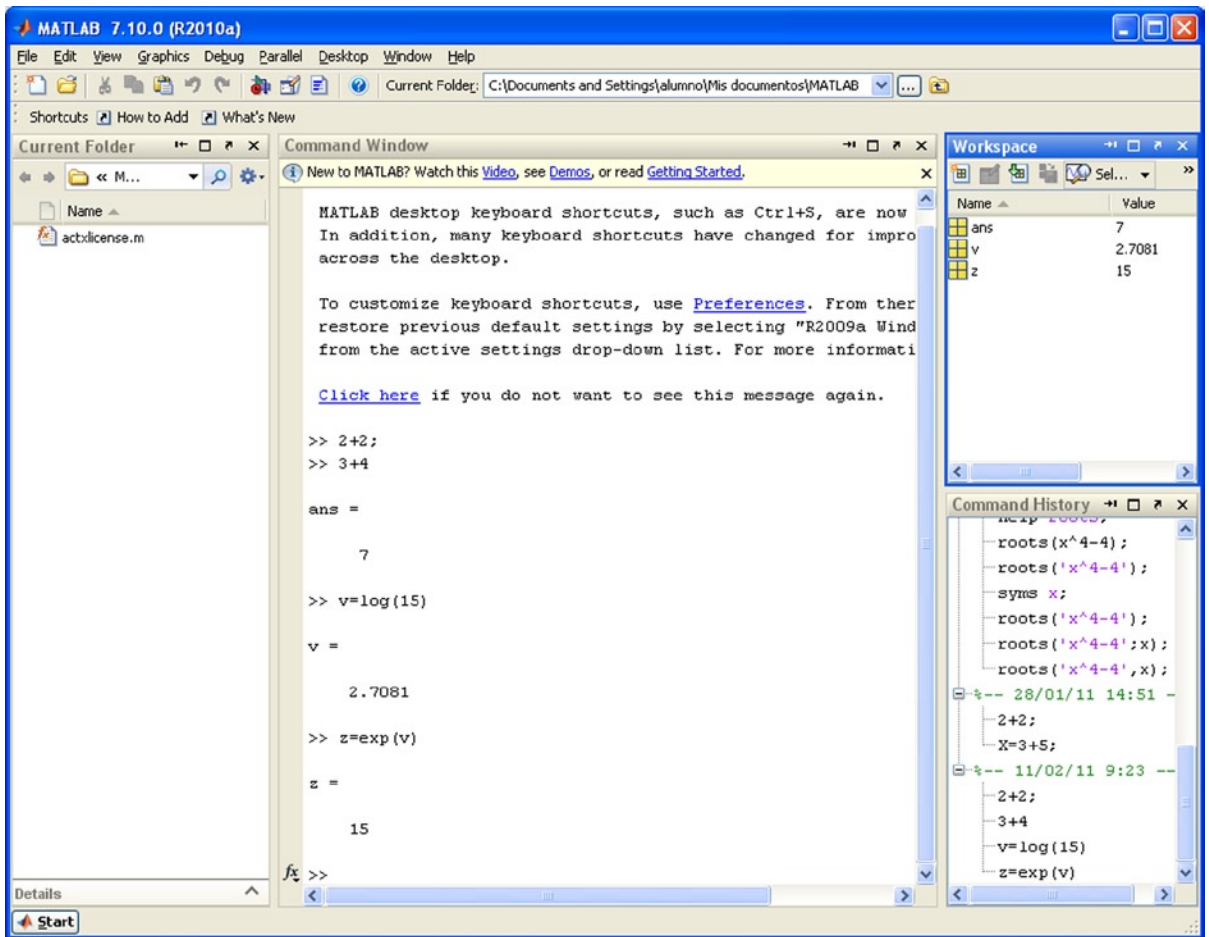 MATLAB 7.10.0 (R2010a)
File Edit View Graphics Debug Parallel Desktop Window Help
Current Folder: C:\Documents and Settings\alumno\Mis documentos\MATLAB
Shortcuts How to Add What's New
Current Folder
« M...
Name
actxlicense.m
Details
Command Window
New to MATLAB? Watch this Video, see Demos, or read Getting Started.
MATLAB desktop keyboard shortcuts, such as Ctrl+S, are now
In addition, many keyboard shortcuts have changed for impro
across the desktop.
To customize keyboard shortcuts, use Preferences. From ther
restore previous default settings by selecting "R2009a Wind
from the active settings drop-down list. For more informati
Click here if you do not want to see this message again.
>> 2+2;
>> 3+4
ans =
7
>> v=log(15)
v =
2.7081
>> z=exp(v)
z =
15
fx >>
Workspace
Sel...
Name Value
ans 7
v 2.7081
z 15
Command History
help roots;
roots(x^4-4);
roots('x^4-4');
syms x;
roots('x^4-4');
roots('x^4-4';x);
roots('x^4-4',x);
%-- 28/01/11 14:51 -
2+2;
X=3+5;
%-- 11/02/11 9:23 --
2+2;
3+4
v=log(15)
z=exp(v)
Start